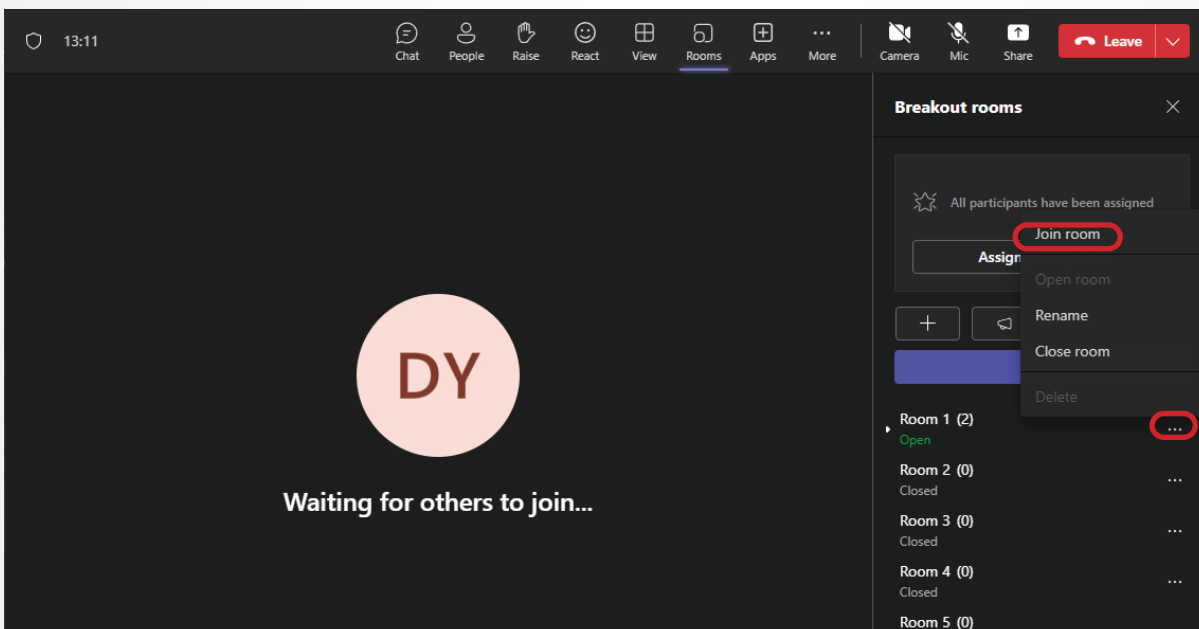 13:11
Chat People Raise React View Rooms Apps More Camera Mic Share Leave
Breakout rooms
All participants have been assigned
Join room
Assign
Open room
Rename
Close room
Delete
DY
Waiting for others to join...
Room 1 (2)
Open
Room 2 (0)
Closed
Room 3 (0)
Closed
Room 4 (0)
Closed
Room 5 (0)